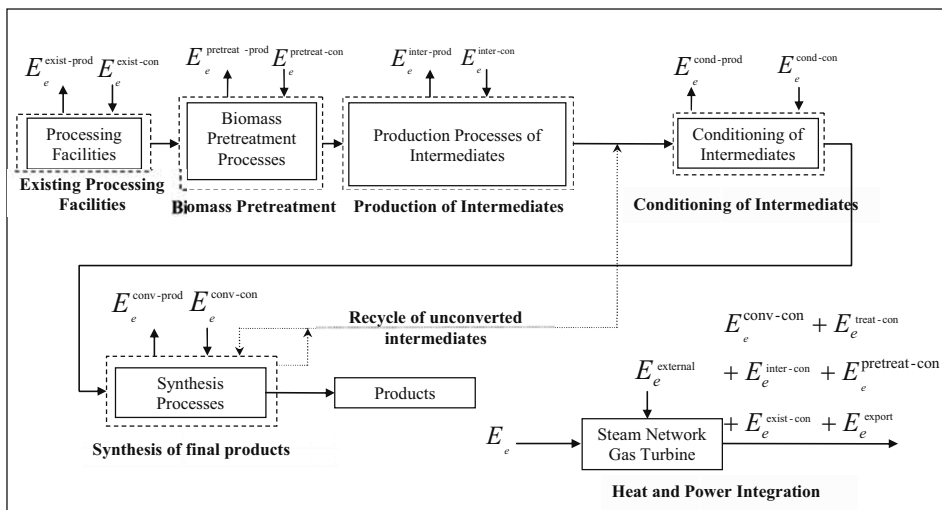 E_e^exist-prod E_e^exist-con
E_e^pretreat -prod E_e^pretreat-con
E_e^inter-prod E_e^inter-con
E_e^cond-prod E_e^cond-con
Processing
Facilities
Biomass
Pretreatment
Processes
Production Processes of
Intermediates
Conditioning of
Intermediates
Existing Processing
Facilities
Biomass Pretreatment
Production of Intermediates
Conditioning of Intermediates
E_e^conv-prod E_e^conv-con
Recycle of unconverted
intermediates
Synthesis
Processes
Products
Synthesis of final products
E_e^external
E_e^conv-con + E_e^treat-con
+ E_e^inter-con + E_e^pretreat-con
+ E_e^exist-con + E_e^export
E_e
Steam Network
Gas Turbine
Heat and Power Integration